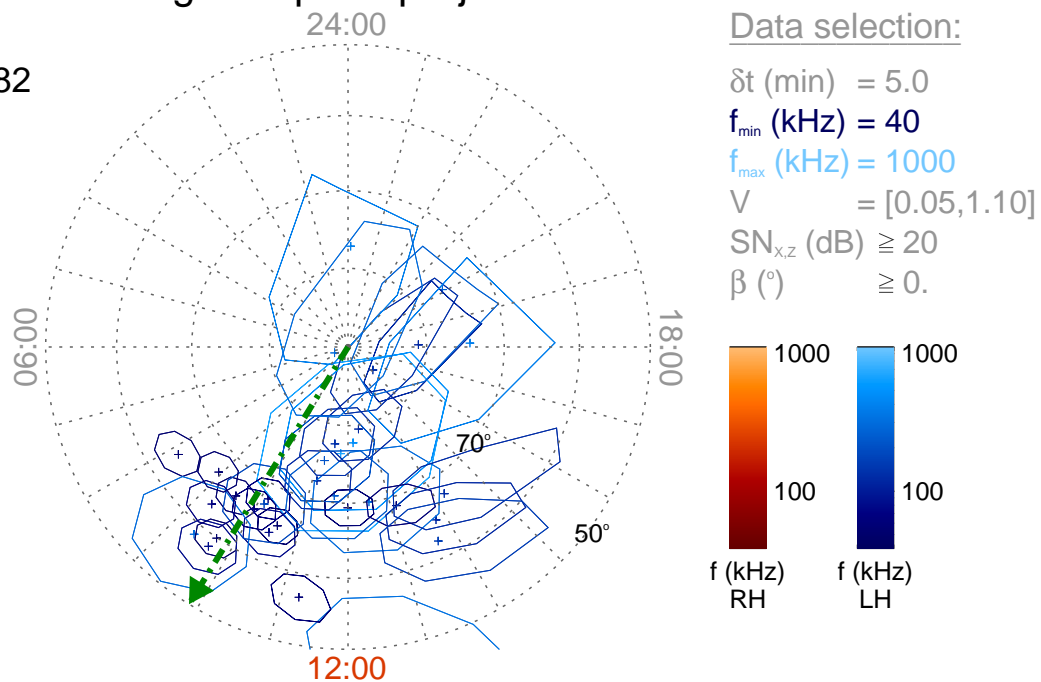 24:00
82
06:00
18:00
70°
50°
12:00
Data selection:
δt (min) = 5.0
fmin (kHz) = 40
fmax (kHz) = 1000
V = [0.05,1.10]
SNX,Z (dB) ≧ 20
β (°) ≧ 0.
1000
1000
100
100
f (kHz)
RH
f (kHz)
LH